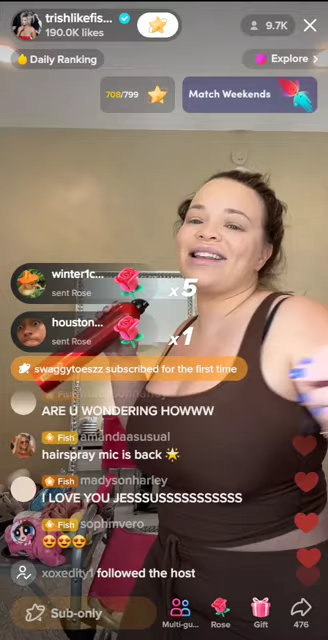 trishlikefis...
190.0K likes
9.7K
Daily Ranking
Explore
708/799
Match Weekends
winter1c...
sent Rose
x5
houston...
sent Rose
x1
swaggytoeszz subscribed for the first time
ARE U WONDERING HOWWW
Fish amandaasusual
hairspray mic is back 🌟
Fish madysonharley
I LOVE YOU JESSSUSSSSSSSSSSS
Fish sophmvero
😍😍😍
xoxedity1 followed the host
Sub-only
Multi-gu...
Rose
Gift
476